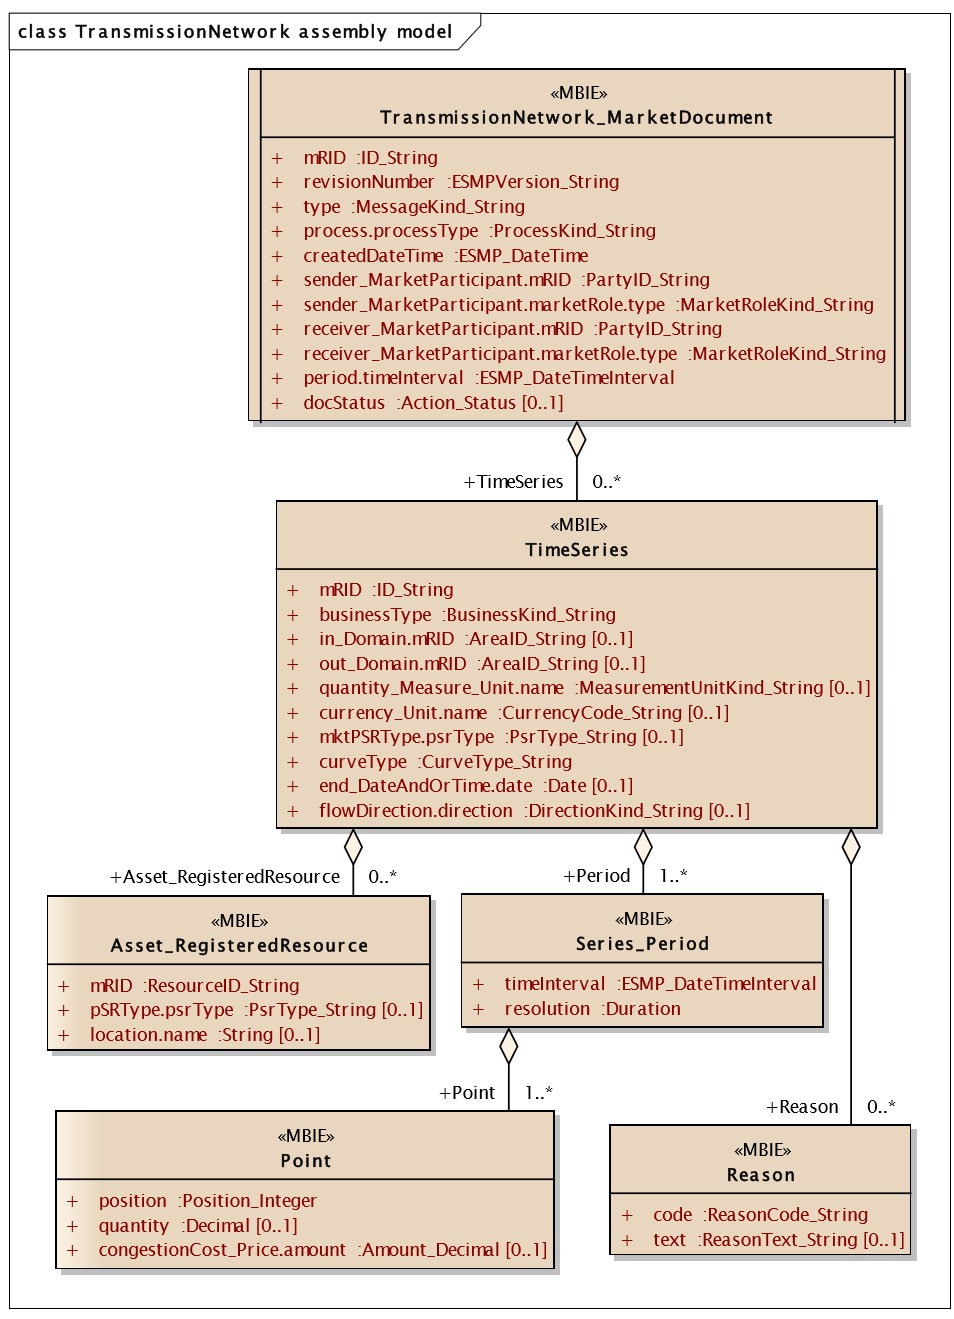 class TransmissionNetwork assembly model
«MBIE»
TransmissionNetwork_MarketDocument
+ mRID :ID_String
+ revisionNumber :ESMPVersion_String
+ type :MessageKind_String
+ process.processType :ProcessKind_String
+ createdDateTime :ESMP_DateTime
+ sender_MarketParticipant.mRID :PartyID_String
+ sender_MarketParticipant.marketRole.type :MarketRoleKind_String
+ receiver_MarketParticipant.mRID :PartyID_String
+ receiver_MarketParticipant.marketRole.type :MarketRoleKind_String
+ period.timeInterval :ESMP_DateTimeInterval
+ docStatus :Action_Status [0..1]
+TimeSeries 0..*
«MBIE»
TimeSeries
+ mRID :ID_String
+ businessType :BusinessKind_String
+ in_Domain.mRID :AreaID_String [0..1]
+ out_Domain.mRID :AreaID_String [0..1]
+ quantity_Measure_Unit.name :MeasurementUnitKind_String [0..1]
+ currency_Unit.name :CurrencyCode_String [0..1]
+ mktPSRType.psrType :PsrType_String [0..1]
+ curveType :CurveType_String
+ end_DateAndOrTime.date :Date [0..1]
+ flowDirection.direction :DirectionKind_String [0..1]
+Asset_RegisteredResource 0..*
«MBIE»
Asset_RegisteredResource
+ mRID :ResourceID_String
+ pSRType.psrType :PsrType_String [0..1]
+ location.name :String [0..1]
+Period 1..*
«MBIE»
Series_Period
+ timeInterval :ESMP_DateTimeInterval
+ resolution :Duration
+Point 1..*
«MBIE»
Point
+ position :Position_Integer
+ quantity :Decimal [0..1]
+ congestionCost_Price.amount :Amount_Decimal [0..1]
+Reason 0..*
«MBIE»
Reason
+ code :ReasonCode_String
+ text :ReasonText_String [0..1]